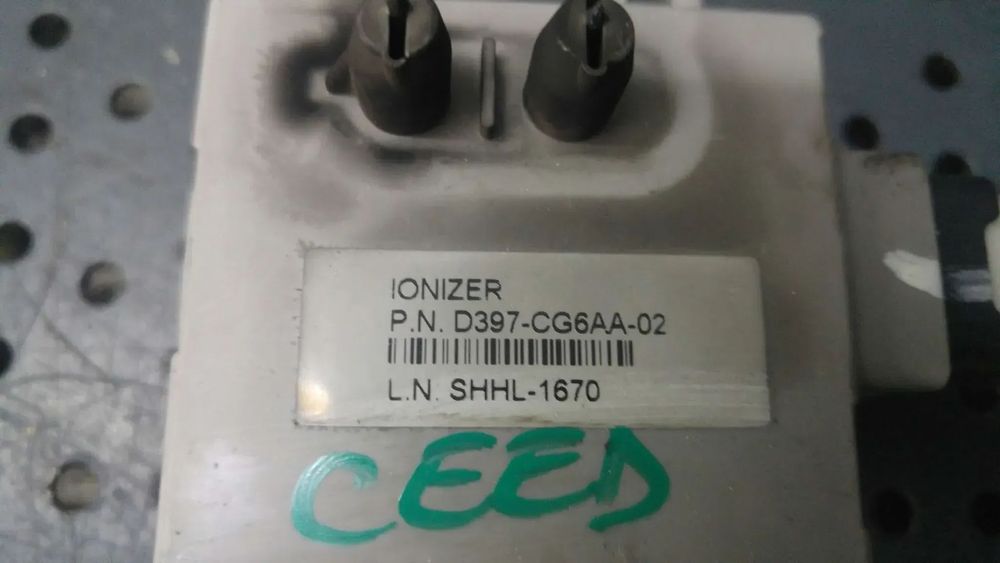 IONIZER
P.N. D397-CG6AA-02
L.N. SHHL-1670
CEED